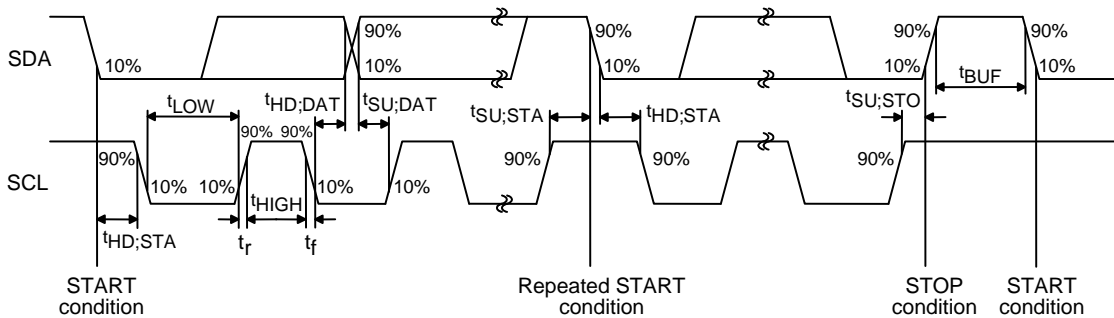 SDA
10%
90%
10%
90%
10%
90%
10%
90%
10%
tLOW
tHD;DAT
tSU;DAT
tSU;STA
tHD;STA
tSU;STO
tBUF
SCL
90%
10%
10%
90%
90%
10%
10%
90%
90%
90%
tHIGH
tHD;STA
tr
tf
START
condition
Repeated START
condition
STOP
condition
START
condition